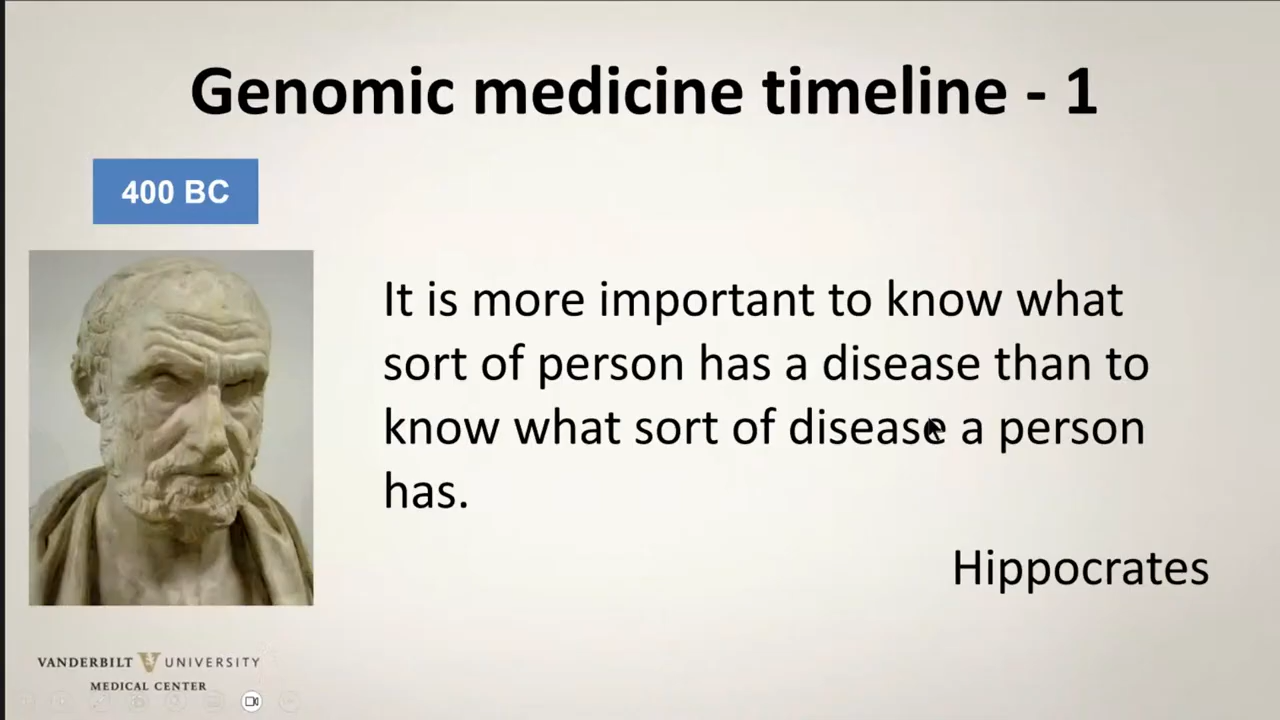 Genomic medicine timeline - 1
400 BC
It is more important to know what
sort of person has a disease than to
know what sort of disease a person
has.
Hippocrates
VANDERBILT UNIVERSITY
MEDICAL CENTER